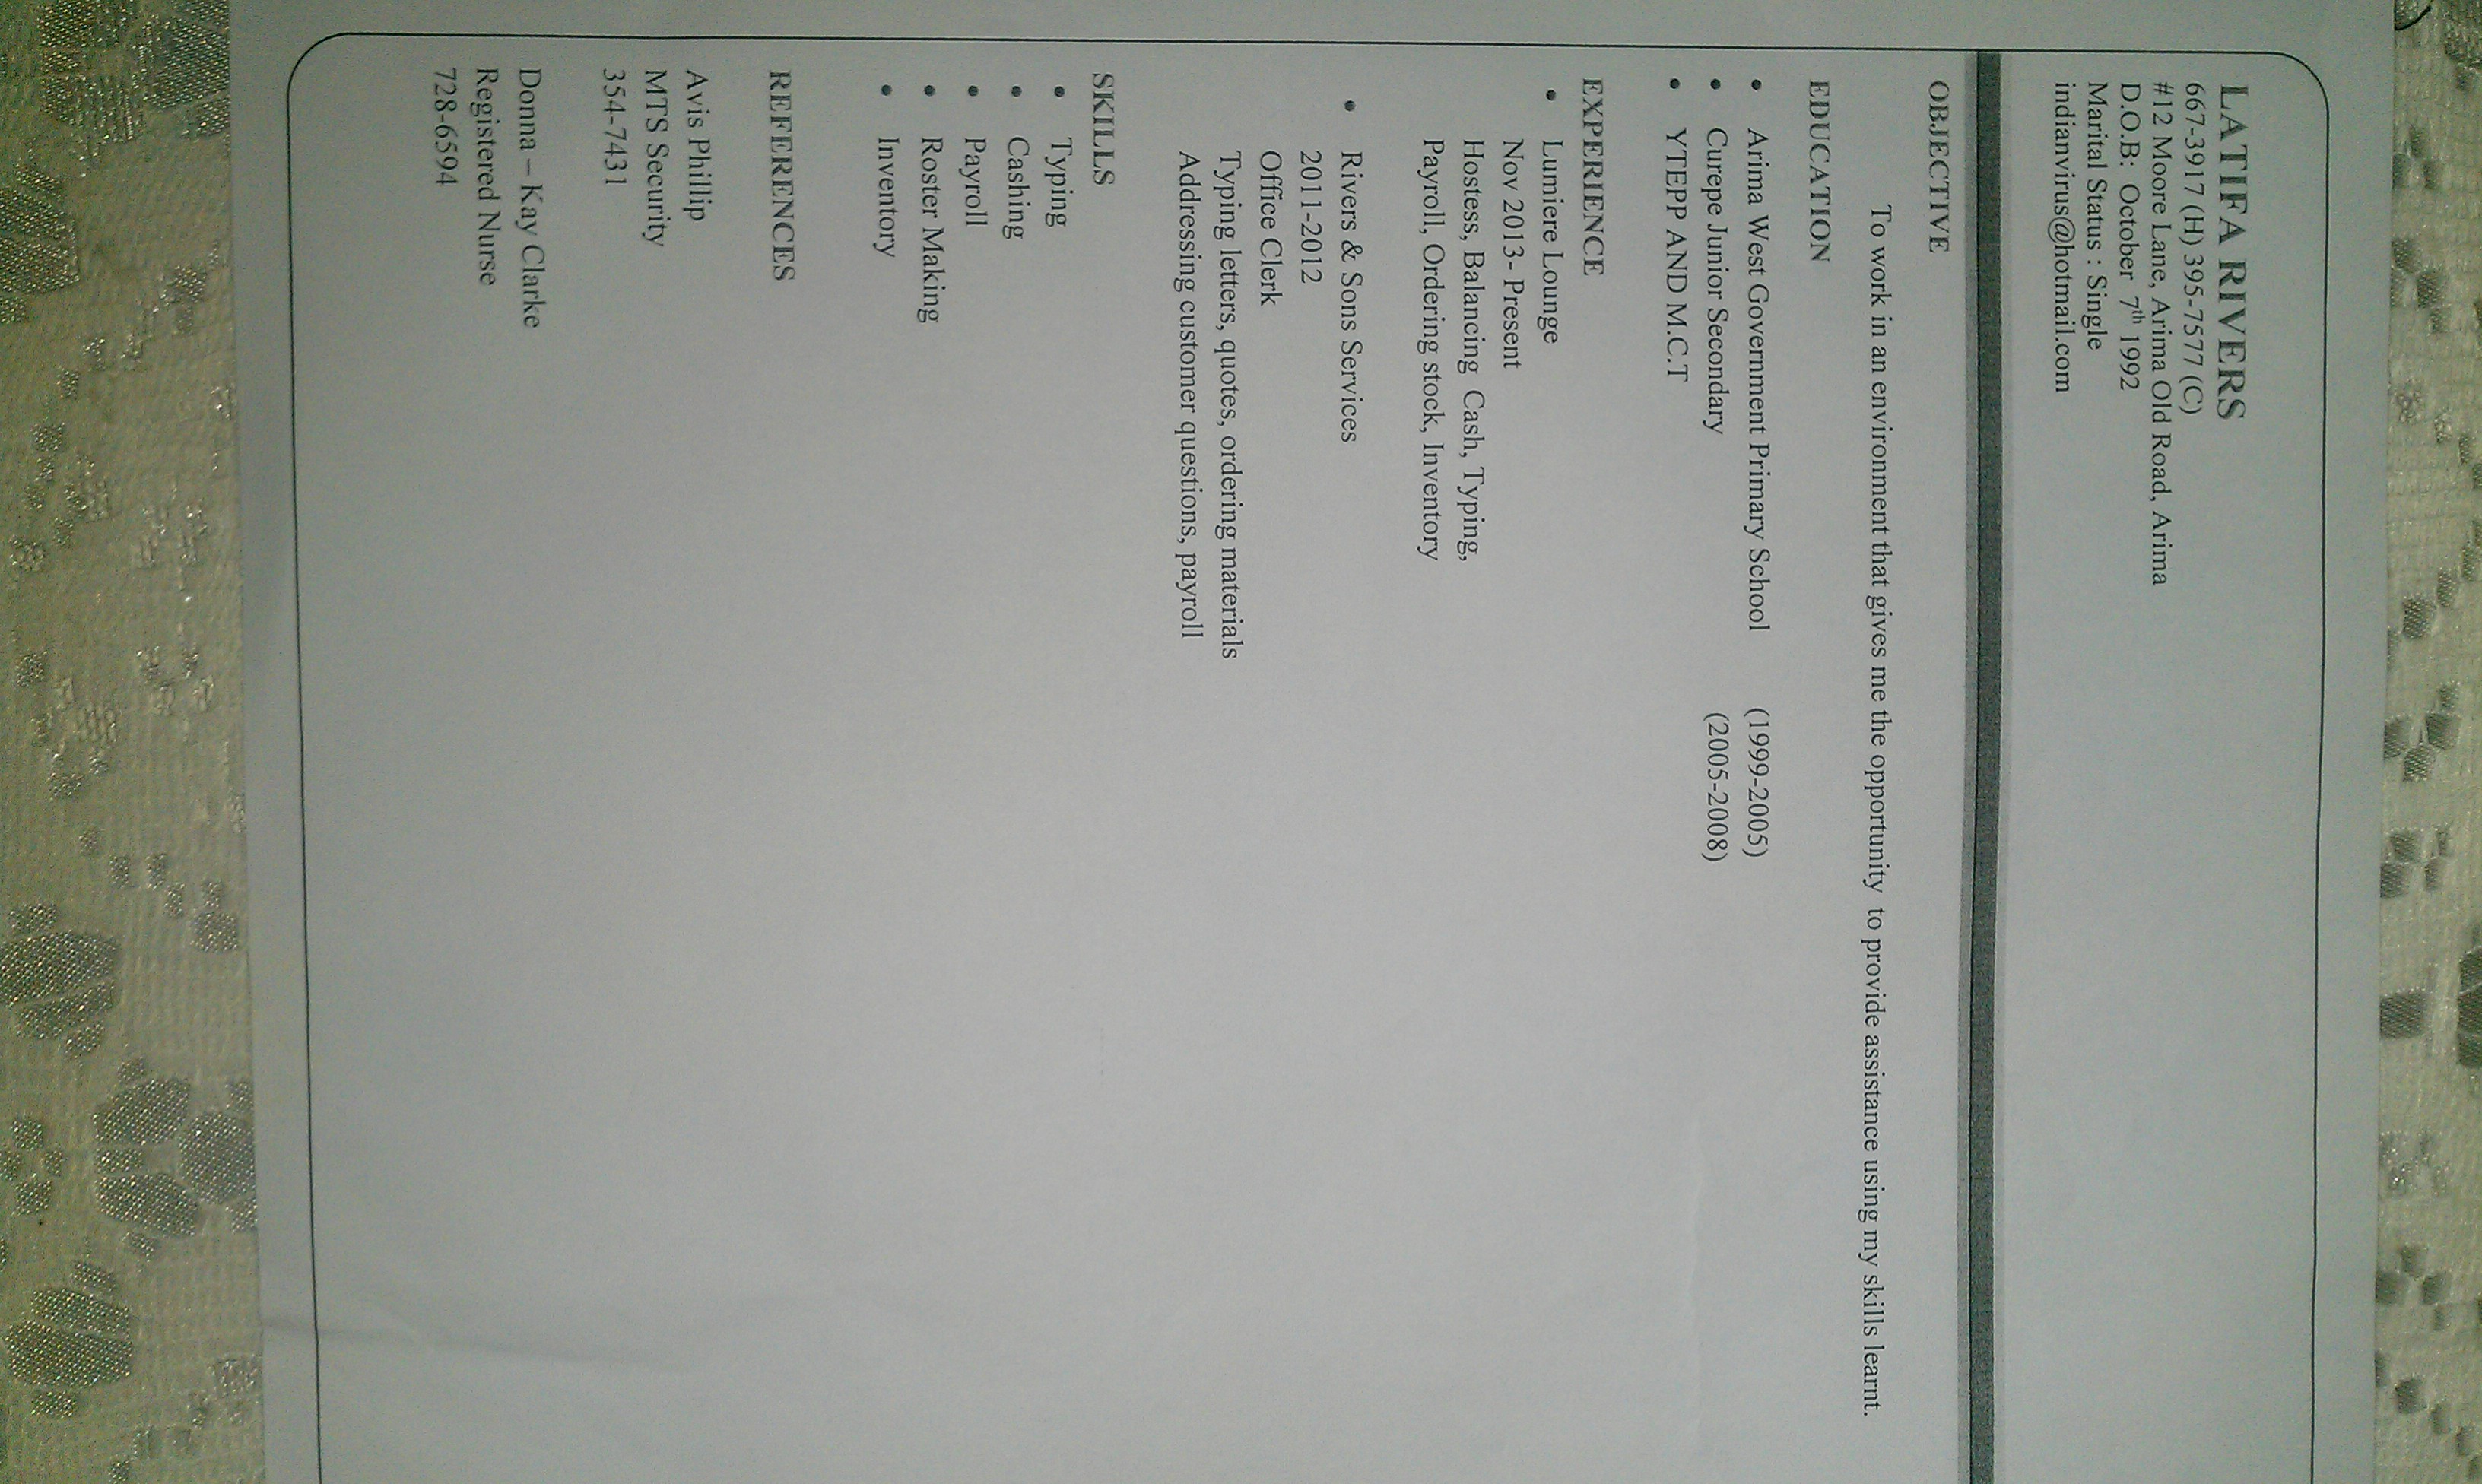 LATIFA RIVERS
667-3917 (H) 395-7577 (C)
#12 Moore Lane, Arima Old Road, Arima
D.O.B: October 7th 1992
Marital Status : Single
indianvirus@hotmail.com
OBJECTIVE
To work in an environment that gives me the opportunity to provide assistance using my skills learnt.
EDUCATION
• Arima West Government Primary School (1999-2005)
• Curepe Junior Secondary (2005-2008)
• YTEPP AND M.C.T
EXPERIENCE
• Lumiere Lounge
Nov 2013- Present
Hostess, Balancing Cash, Typing,
Payroll, Ordering stock, Inventory
• Rivers & Sons Services
2011-2012
Office Clerk
Typing letters, quotes, ordering materials
Addressing customer questions, payroll
SKILLS
• Typing
• Cashing
• Payroll
• Roster Making
• Inventory
REFERENCES
Avis Phillip
MTS Security
354-7431
Donna – Kay Clarke
Registered Nurse
728-6594